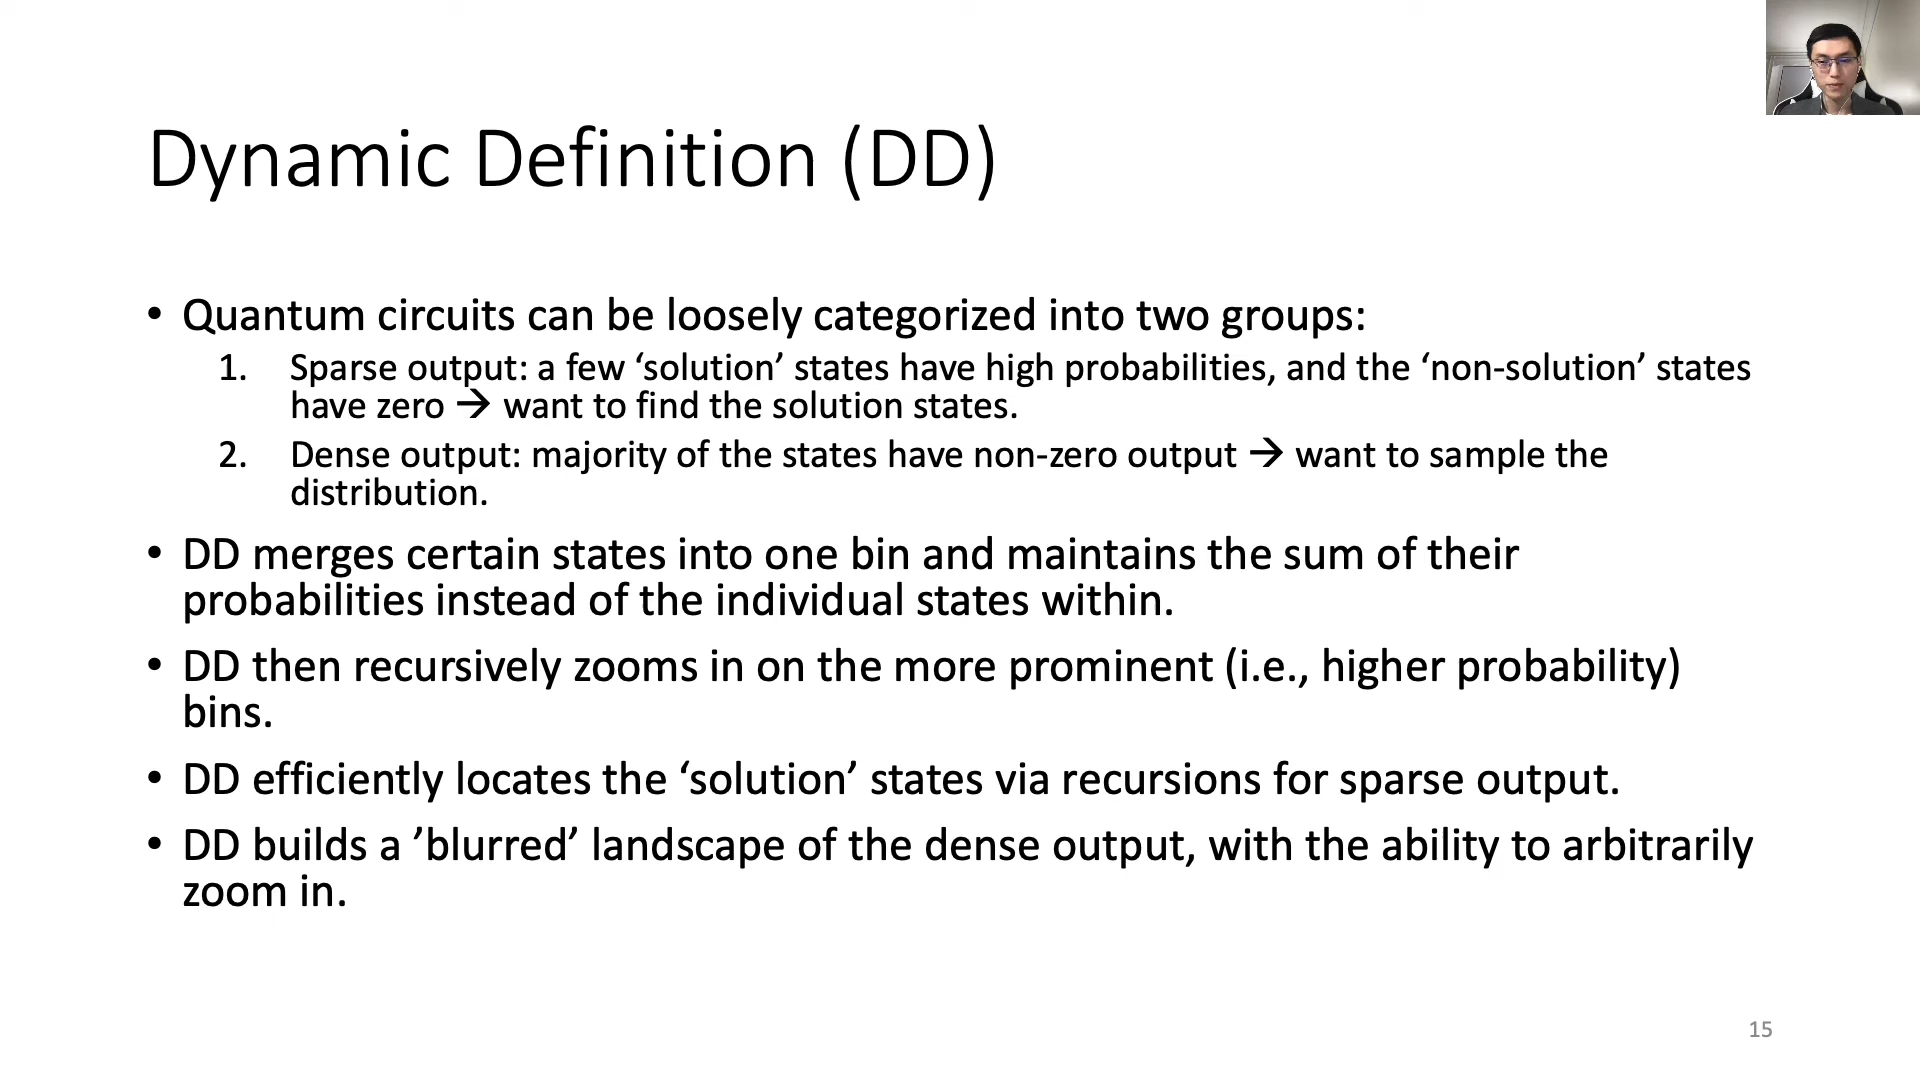 Dynamic Definition (DD)
• Quantum circuits can be loosely categorized into two groups:
1. Sparse output: a few ‘solution’ states have high probabilities, and the ‘non-solution’ states
have zero → want to find the solution states.
2. Dense output: majority of the states have non-zero output → want to sample the
distribution.
• DD merges certain states into one bin and maintains the sum of their
probabilities instead of the individual states within.
• DD then recursively zooms in on the more prominent (i.e., higher probability)
bins.
• DD efficiently locates the ‘solution’ states via recursions for sparse output.
• DD builds a ’blurred’ landscape of the dense output, with the ability to arbitrarily
zoom in.
15